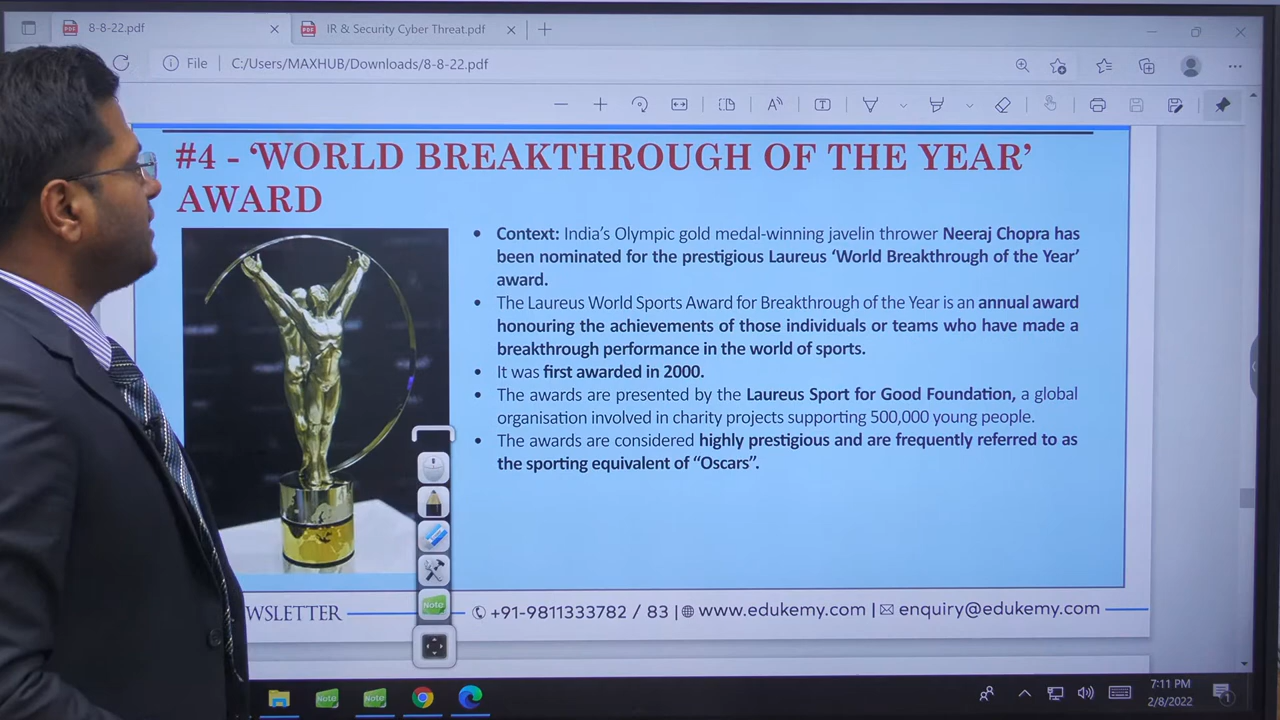 8-8-22.pdf
IR & Security Cyber Threat.pdf
File C:/Users/MAXHUB/Downloads/8-8-22.pdf
#4 - ‘WORLD BREAKTHROUGH OF THE YEAR’
AWARD
• Context: India’s Olympic gold medal-winning javelin thrower Neeraj Chopra has
been nominated for the prestigious Laureus ‘World Breakthrough of the Year’
award.
• The Laureus World Sports Award for Breakthrough of the Year is an annual award
honouring the achievements of those individuals or teams who have made a
breakthrough performance in the world of sports.
• It was first awarded in 2000.
• The awards are presented by the Laureus Sport for Good Foundation, a global
organisation involved in charity projects supporting 500,000 young people.
• The awards are considered highly prestigious and are frequently referred to as
the sporting equivalent of “Oscars”.
Note
WSLETTER +91-9811333782 / 83 | www.edukemy.com | enquiry@edukemy.com
Note Note
7:11 PM
2/8/2022
1